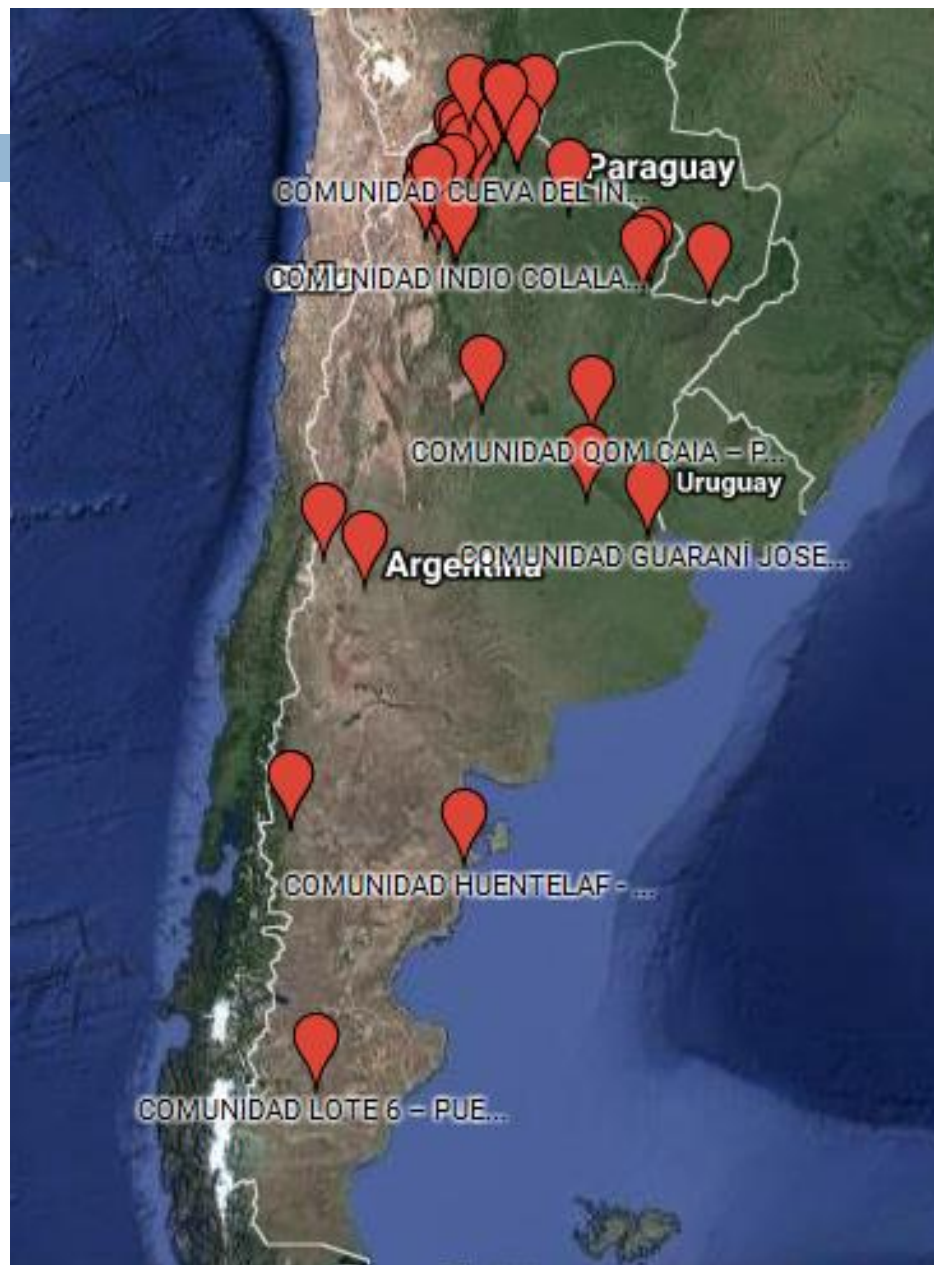 Paraguay
COMUNIDAD CUEVA DEL IN...
COMUNIDAD INDIO COLALA...
COMUNIDAD QOM CAIA – P...
Uruguay
Argentina
COMUNIDAD GUARANÍ JOSE...
COMUNIDAD HUENTELAF - ...
COMUNIDAD LOTE 6 – PUE...